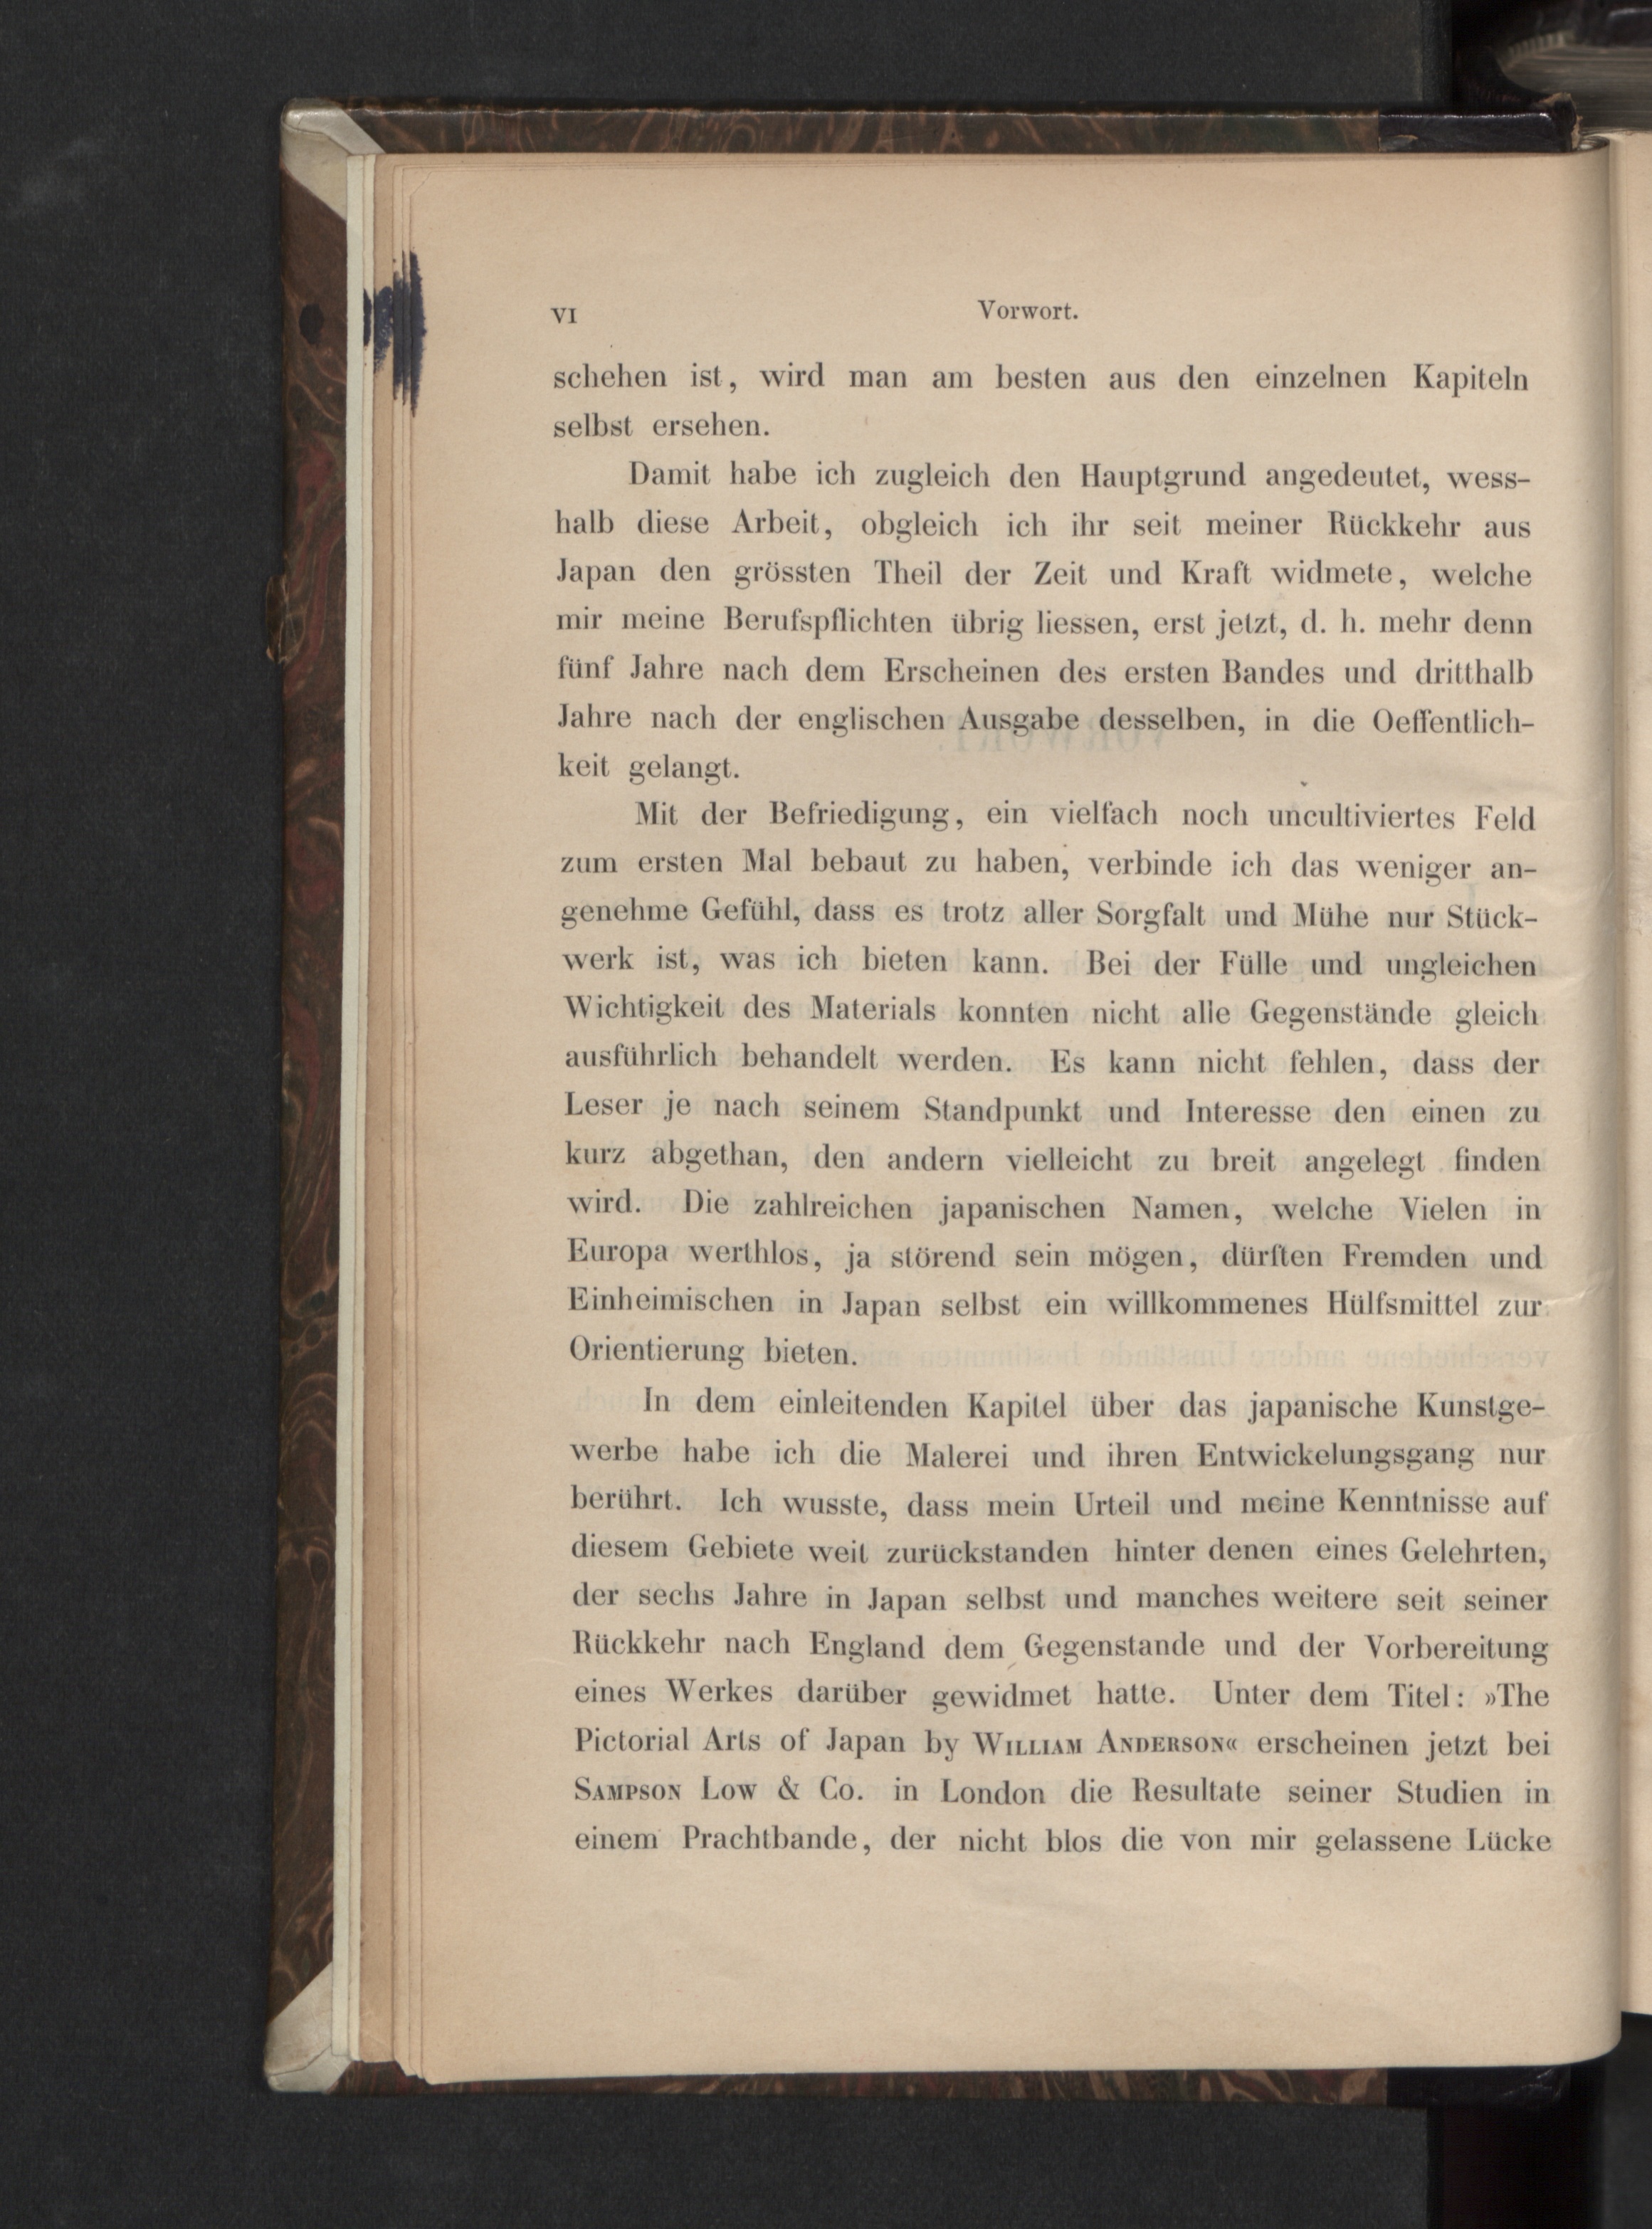 VI
Vorwort.
schehen ist, wird man am besten aus den einzelnen Kapiteln
selbst ersehen.
Damit habe ich zugleich den Hauptgrund angedeutet, wess-
halb diese Arbeit, obgleich ich ihr seit meiner Rückkehr aus
Japan den grössten Theil der Zeit und Kraft widmete, welche
mir meine Berufspflichten übrig liessen, erst jetzt, d. h. mehr denn
fünf Jahre nach dem Erscheinen des ersten Bandes und dritthalb
Jahre nach der englischen Ausgabe desselben, in die Oeffentlich-
keit gelangt.
Mit der Befriedigung, ein vielfach noch uncultiviertes Feld
zum ersten Mal bebaut zu haben, verbinde ich das weniger an-
genehme Gefühl, dass es trotz aller Sorgfalt und Mühe nur Stück-
werk ist, was ich bieten kann. Bei der Fülle und ungleichen
Wichtigkeit des Materials konnten nicht alle Gegenstände gleich
ausführlich behandelt werden. Es kann nicht fehlen, dass der
Leser je nach seinem Standpunkt und Interesse den einen zu
kurz abgethan, den andern vielleicht zu breit angelegt finden
wird. Die zahlreichen japanischen Namen, welche Vielen in
Europa werthlos, ja störend sein mögen, dürften Fremden und
Einheimischen in Japan selbst ein willkommenes Hülfsmittel zur
Orientierung bieten.
In dem einleitenden Kapitel über das japanische Kunstge-
werbe habe ich die Malerei und ihren Entwickelungsgang nur
berührt. Ich wusste, dass mein Urteil und meine Kenntnisse auf
diesem Gebiete weit zurückstanden hinter denen eines Gelehrten,
der sechs Jahre in Japan selbst und manches weitere seit seiner
Rückkehr nach England dem Gegenstande und der Vorbereitung
eines Werkes darüber gewidmet hatte. Unter dem Titel: »The
Pictorial Arts of Japan by WILLIAM ANDERSON« erscheinen jetzt bei
SAMPSON LOW & Co. in London die Resultate seiner Studien in
einem Prachtbande, der nicht blos die von mir gelassene Lücke